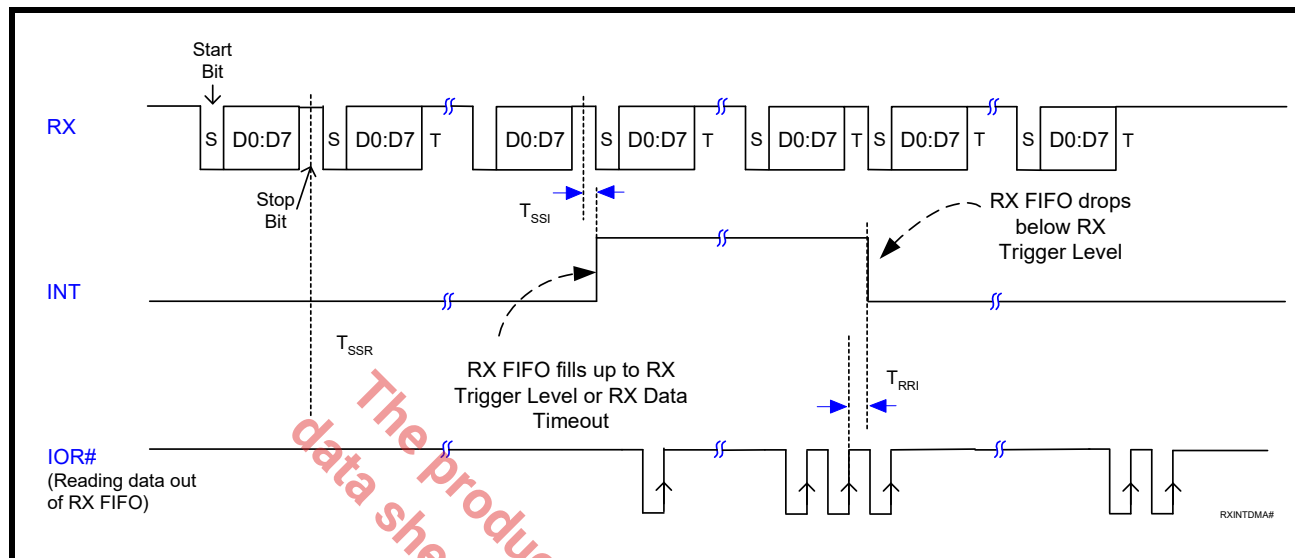 Start
Bit
RX
S D0:D7 S D0:D7 T D0:D7 S D0:D7 T S D0:D7 T S D0:D7 T S D0:D7 T
Stop
Bit
TSSI
RX FIFO drops
below RX
Trigger Level
INT
TSSR
RX FIFO fills up to RX
Trigger Level or RX Data
Timeout
TRRI
IOR#
(Reading data out
of RX FIFO)
RXINTDMA#
The produc
data she